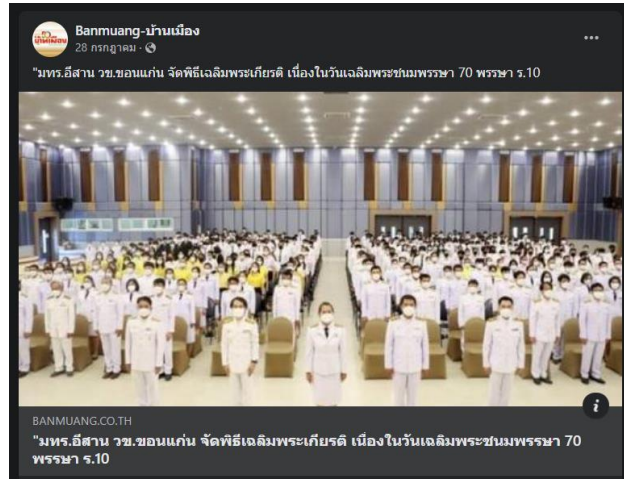 Banmuang-บ้านเมือง
28 กรกฎาคม ·
"มทร.อีสาน วข.ขอนแก่น จัดพิธีเฉลิมพระเกียรติ เนื่องในวันเฉลิมพระชนมพรรษา 70 พรรษา ร.10
BANMUANG.CO.TH
"มทร.อีสาน วข.ขอนแก่น จัดพิธีเฉลิมพระเกียรติ เนื่องในวันเฉลิมพระชนมพรรษา 70
พรรษา ร.10